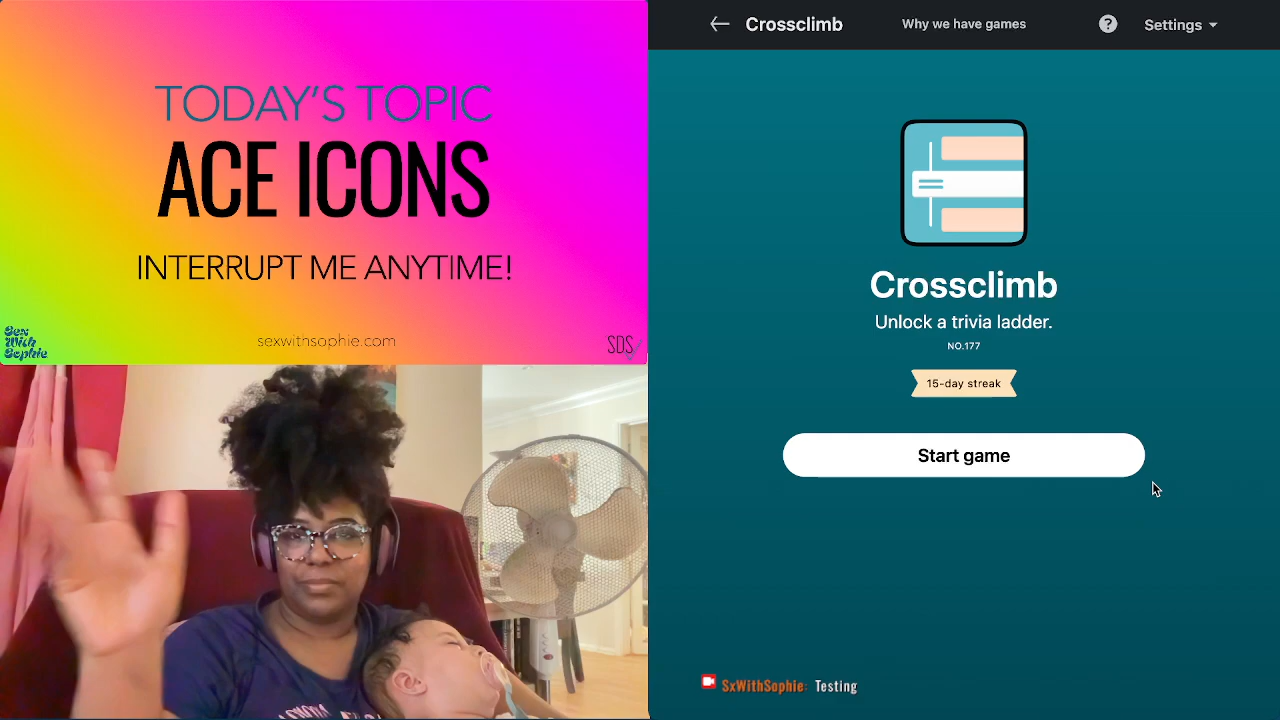 TODAY'S TOPIC
ACE ICONS
INTERRUPT ME ANYTIME!
Sex
With
Sophie
sexwithsophie.com
SDS
Crossclimb
Why we have games
?
Settings
Crossclimb
Unlock a trivia ladder.
NO.177
15-day streak
Start game
SxWithSophie: Testing